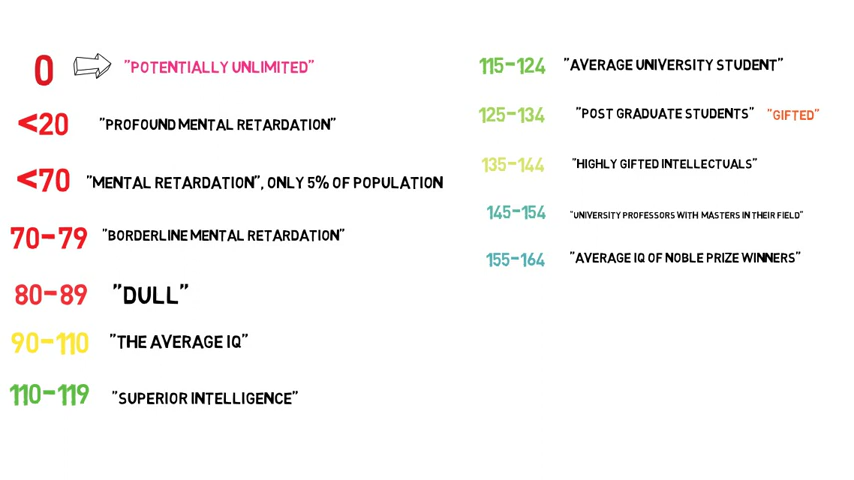 0 "POTENTIALLY UNLIMITED"
<20 "PROFOUND MENTAL RETARDATION"
<70 "MENTAL RETARDATION", ONLY 5% OF POPULATION
70-79 "BORDERLINE MENTAL RETARDATION"
80-89 "DULL"
90-110 "THE AVERAGE IQ"
110-119 "SUPERIOR INTELLIGENCE"
115-124 "AVERAGE UNIVERSITY STUDENT"
125-134 "POST GRADUATE STUDENTS" "GIFTED"
135-144 "HIGHLY GIFTED INTELLECTUALS"
145-154 "UNIVERSITY PROFESSORS WITH MASTERS IN THEIR FIELD"
155-164 "AVERAGE IQ OF NOBLE PRIZE WINNERS"